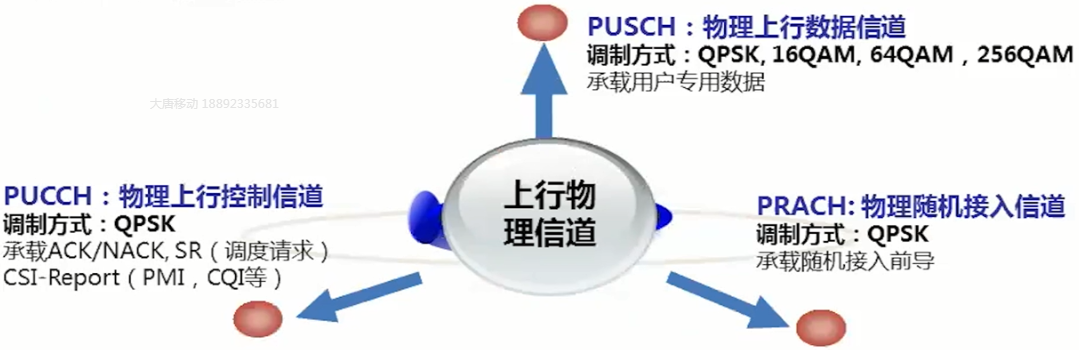 PUSCH：物理上行数据信道
调制方式：QPSK, 16QAM, 64QAM，256QAM
承载用户专用数据
大唐移动 18892335681
上行物
理信道
PUCCH：物理上行控制信道
调制方式：QPSK
承载ACK/NACK, SR（调度请求）
CSI-Report（PMI，CQI等）
PRACH: 物理随机接入信道
调制方式：QPSK
承载随机接入前导